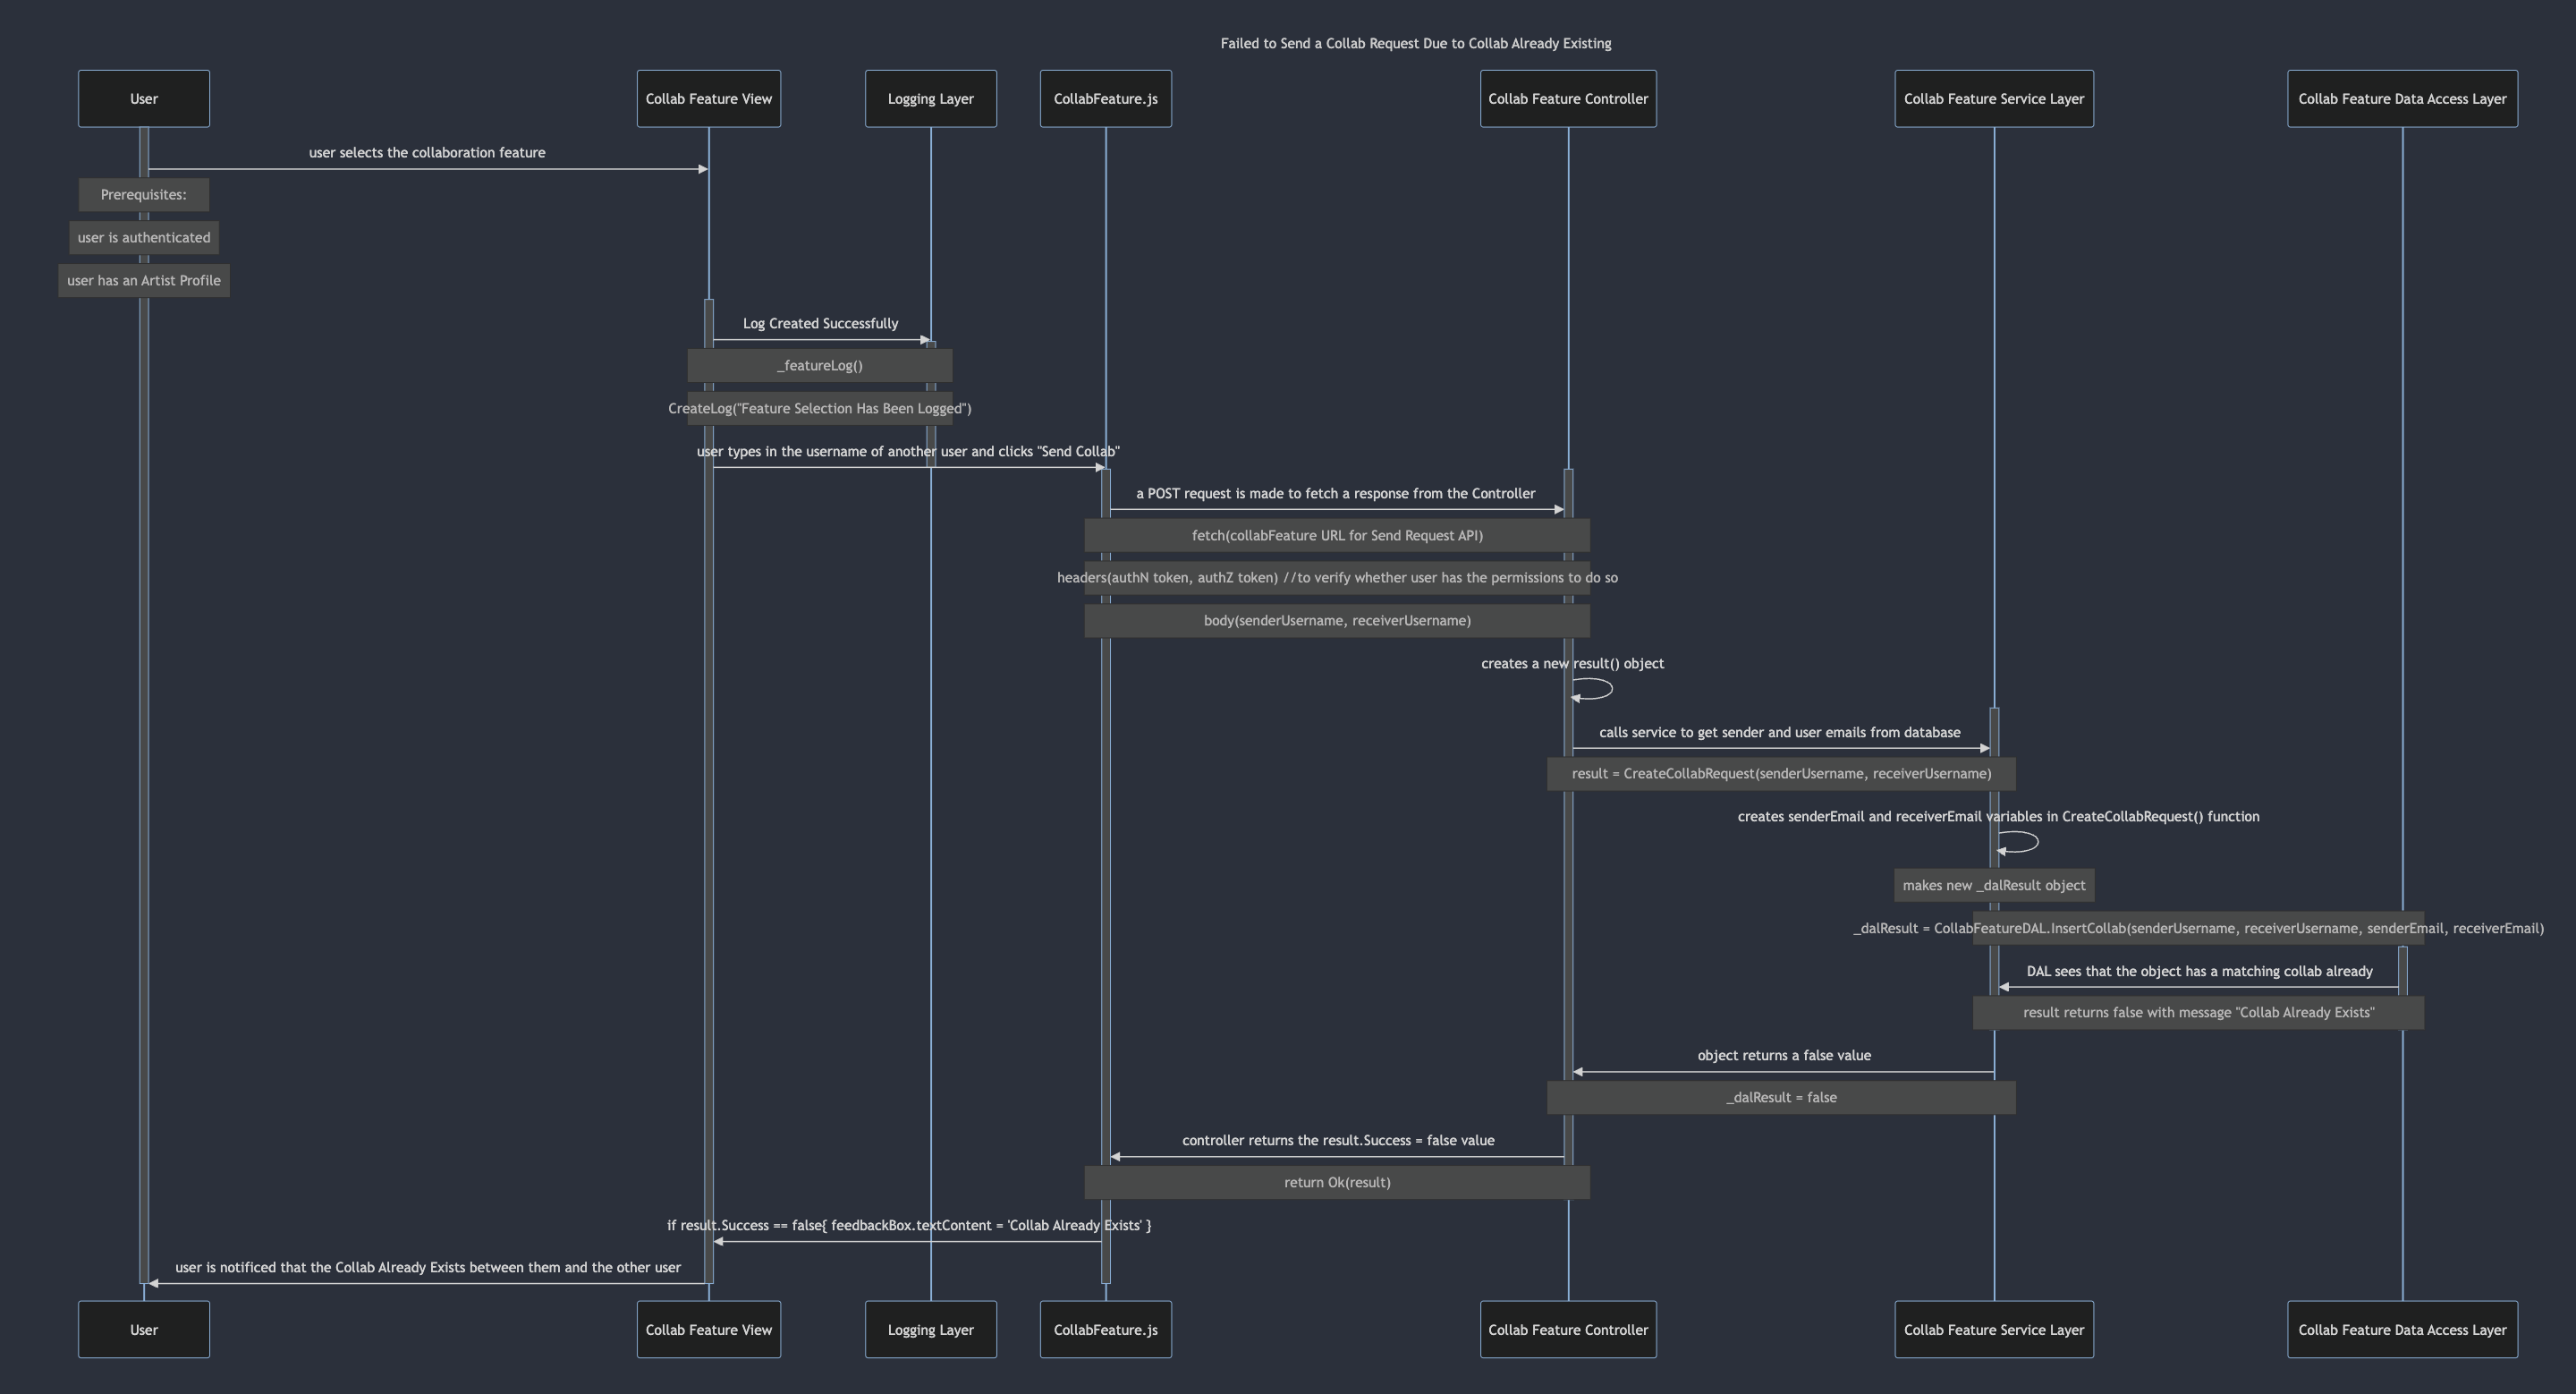 Failed to Send a Collab Request Due to Collab Already Existing
User
Collab Feature View
Logging Layer
CollabFeature.js
Collab Feature Controller
Collab Feature Service Layer
Collab Feature Data Access Layer
user selects the collaboration feature
Prerequisites:
user is authenticated
user has an Artist Profile
Log Created Successfully
_featureLog()
CreateLog("Feature Selection Has Been Logged")
user types in the username of another user and clicks "Send Collab"
a POST request is made to fetch a response from the Controller
fetch(collabFeature URL for Send Request API)
headers(authN token, authZ token) //to verify whether user has the permissions to do so
body(senderUsername, receiverUsername)
creates a new result() object
calls service to get sender and user emails from database
result = CreateCollabRequest(senderUsername, receiverUsername)
creates senderEmail and receiverEmail variables in CreateCollabRequest() function
makes new _dalResult object
_dalResult = CollabFeatureDAL.InsertCollab(senderUsername, receiverUsername, senderEmail, receiverEmail)
DAL sees that the object has a matching collab already
result returns false with message "Collab Already Exists"
object returns a false value
_dalResult = false
controller returns the result.Success = false value
return Ok(result)
if result.Success == false{ feedbackBox.textContent = 'Collab Already Exists' }
user is notificed that the Collab Already Exists between them and the other user
User
Collab Feature View
Logging Layer
CollabFeature.js
Collab Feature Controller
Collab Feature Service Layer
Collab Feature Data Access Layer